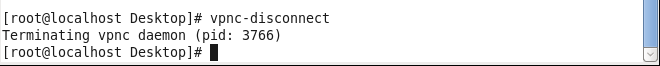 [root@localhost Desktop]# vpnc-disconnect
Terminating vpnc daemon (pid: 3766)
[root@localhost Desktop]#